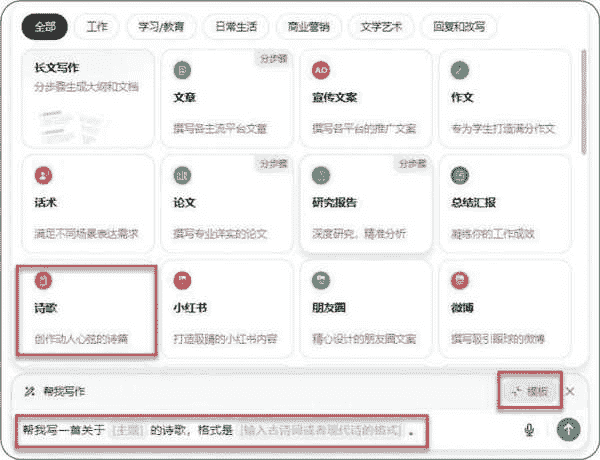 全部 工作 学习/教育 日常生活 商业营销 文学艺术 回复和改写
长文写作
分步骤生成大纲和文档
分步骤
文章
撰写各主流平台文章
AD
宣传文案
撰写各平台的推广文案
作文
专为学生打造满分作文
话术
满足不同场景表达需求
分步骤
论文
撰写专业详实的论文
分步骤
研究报告
深度研究，精准分析
总结汇报
凝练你的工作成效
诗歌
创作动人心弦的诗篇
小红书
打造吸睛的小红书内容
朋友圈
精心设计的朋友圈文案
微博
撰写吸引眼球的微博
帮我写作 模板
帮我写一篇关于 [主题] 的诗歌，格式是 [输入古诗词或者现代诗的格式] 。